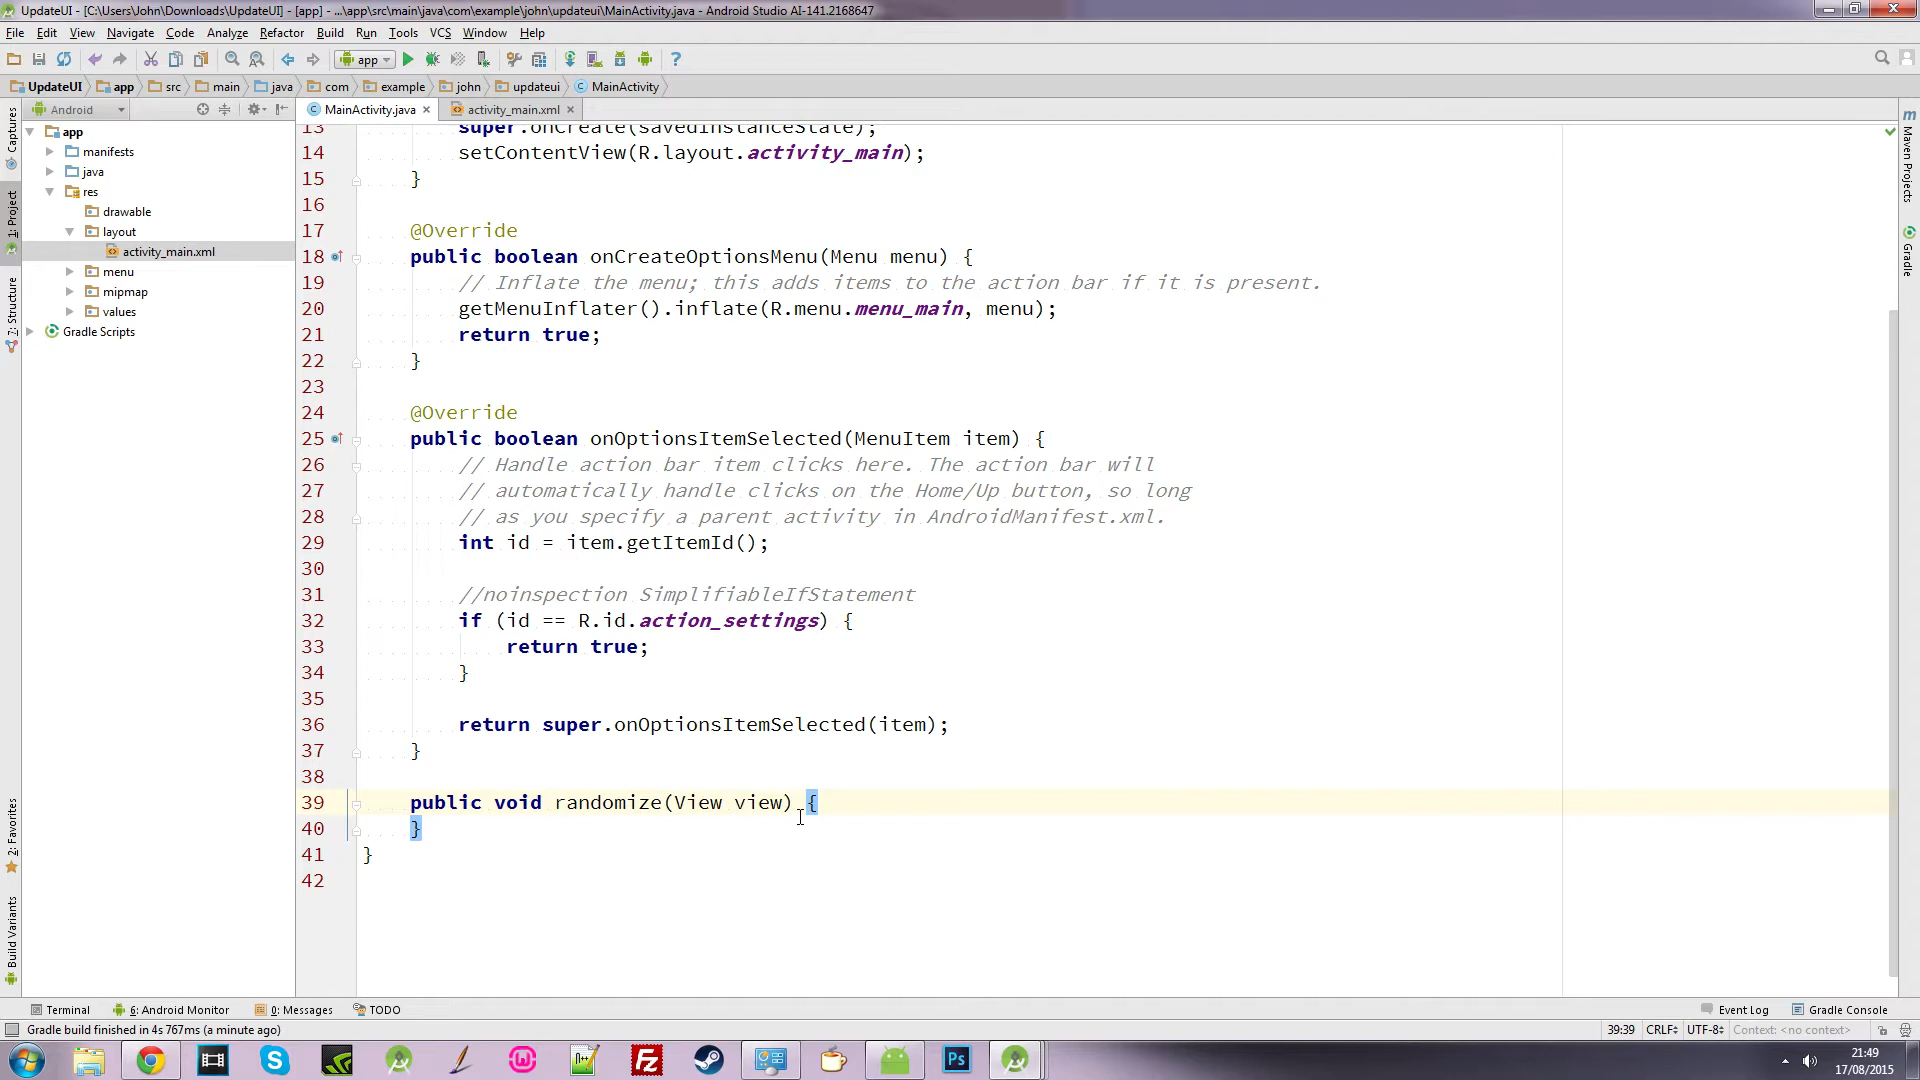 UpdateUI - [C:\Users\John\Downloads\UpdateUI] - [app] - ...\app\src\main\java\com\example\john\updateui\MainActivity.java - Android Studio AI-141.2168647
File Edit View Navigate Code Analyze Refactor Build Run Tools VCS Window Help
app
UpdateUI app src main java com example john updateui MainActivity
Android
MainActivity.java activity_main.xml
app
manifests
java
res
drawable
layout
activity_main.xml
menu
mipmap
values
Gradle Scripts
Captures
1: Project
7: Structure
2: Favorites
Build Variants
13 super.onCreate(savedInstanceState);
14 setContentView(R.layout.activity_main);
15 }
16
17 @Override
18 public boolean onCreateOptionsMenu(Menu menu) {
19 // Inflate the menu; this adds items to the action bar if it is present.
20 getMenuInflater().inflate(R.menu.menu_main, menu);
21 return true;
22 }
23
24 @Override
25 public boolean onOptionsItemSelected(MenuItem item) {
26 // Handle action bar item clicks here. The action bar will
27 // automatically handle clicks on the Home/Up button, so long
28 // as you specify a parent activity in AndroidManifest.xml.
29 int id = item.getItemId();
30
31 //noinspection SimplifiableIfStatement
32 if (id == R.id.action_settings) {
33 return true;
34 }
35
36 return super.onOptionsItemSelected(item);
37 }
38
39 public void randomize(View view) {
40 }
41 }
42
m Maven Projects
Gradle
Terminal 6: Android Monitor 0: Messages TODO Event Log Gradle Console
Gradle build finished in 4s 767ms (a minute ago) 39:39 CRLF UTF-8 Context: <no context>
Fz Ps
21:49
17/08/2015